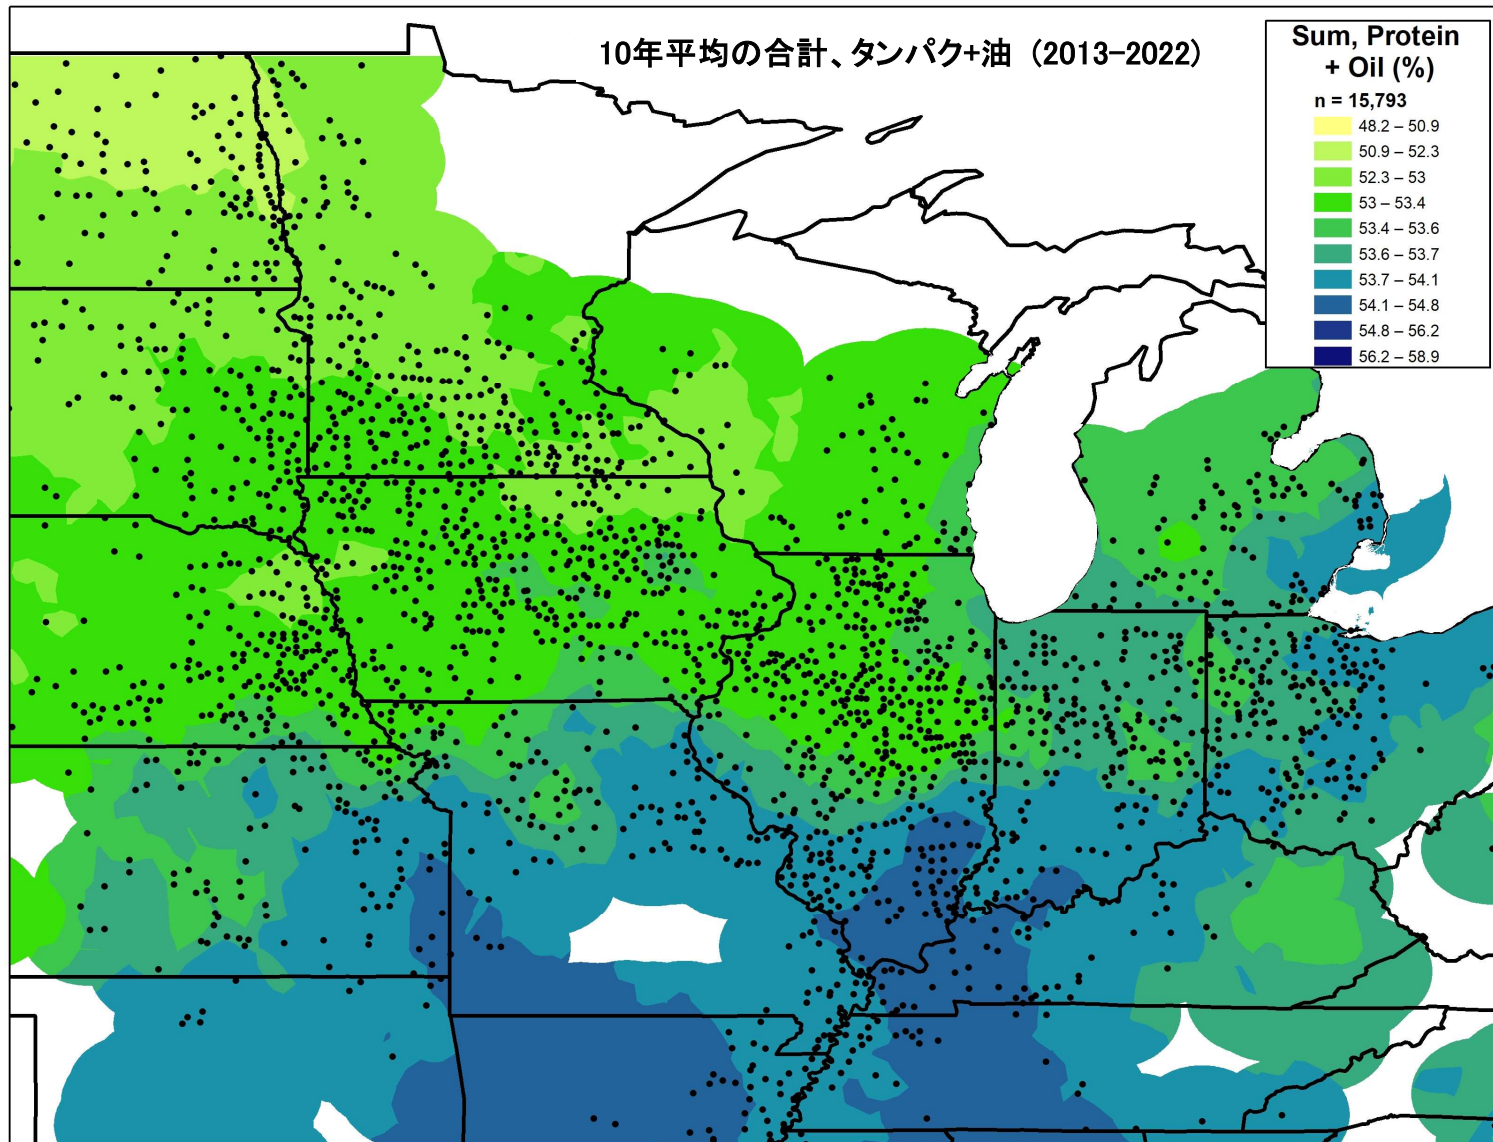 10年平均の合計、タンパク+油 (2013-2022)
Sum, Protein
+ Oil (%)
n = 15,793
48.2 – 50.9
50.9 – 52.3
52.3 – 53
53 – 53.4
53.4 – 53.6
53.6 – 53.7
53.7 – 54.1
54.1 – 54.8
54.8 – 56.2
56.2 – 58.9